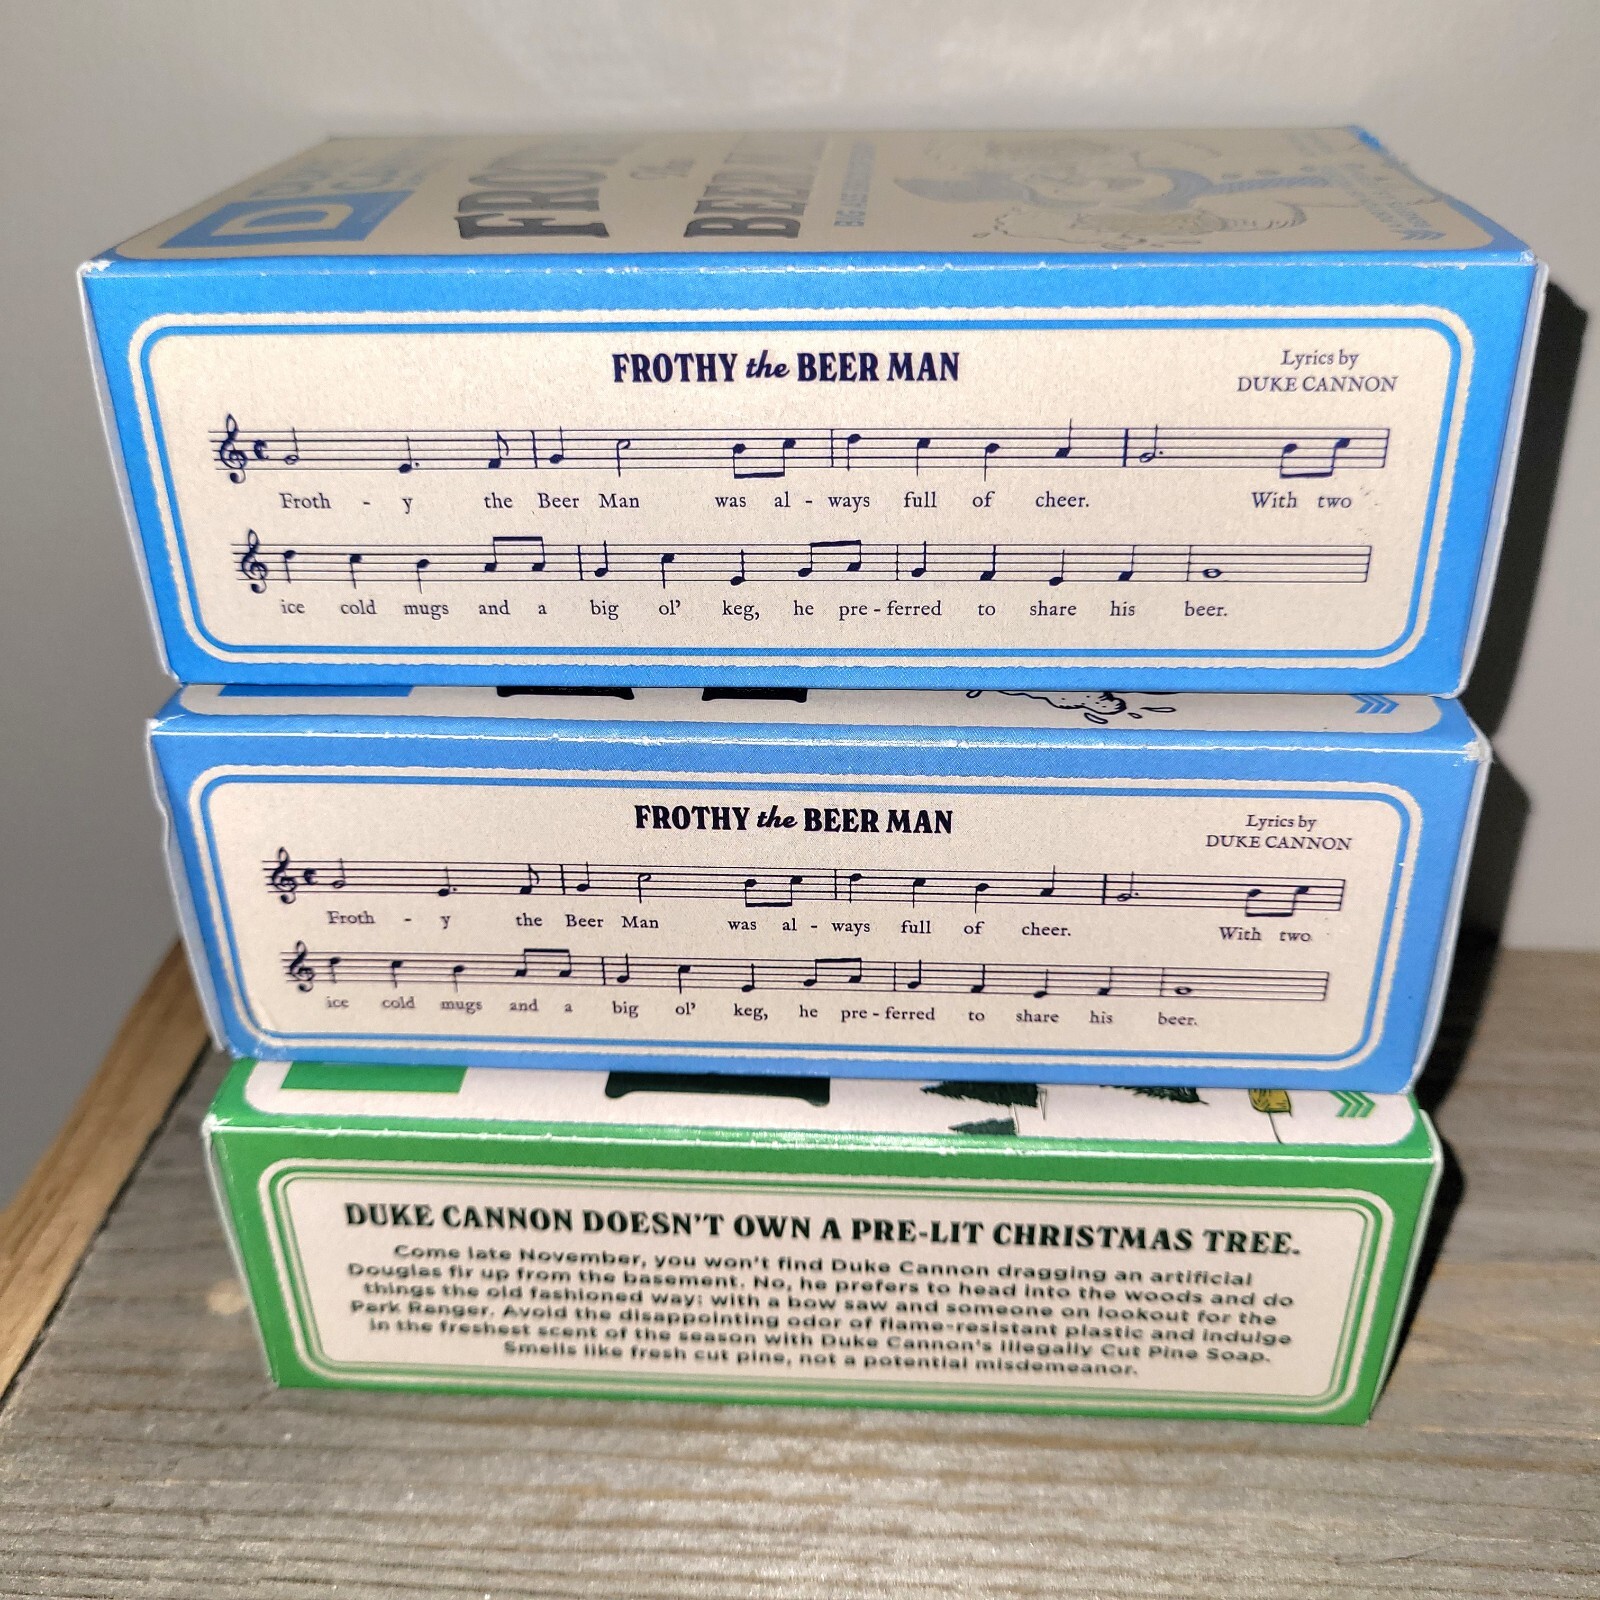 FROTHY the BEER MAN
Lyrics by
DUKE CANNON
Froth - y the Beer Man was al - ways full of cheer. With two
ice cold mugs and a big ol' keg, he pre - ferred to share his beer.
FROTHY the BEER MAN
Lyrics by
DUKE CANNON
Froth - y the Beer Man was al - ways full of cheer. With two
ice cold mugs and a big ol' keg, he pre - ferred to share his beer.
DUKE CANNON DOESN'T OWN A PRE-LIT CHRISTMAS TREE.
Come late November, you won't find Duke Cannon dragging an artificial
Douglas fir up from the basement. No, he prefers to head into the woods and do
things the old fashioned way: with a bow saw and someone on lookout for the
Park Ranger. Avoid the disappointing odor of flame-resistant plastic and indulge
in the freshest scent of the season with Duke Cannon's Illegally Cut Pine Soap.
Smells like fresh cut pine, not a potential misdemeanor.